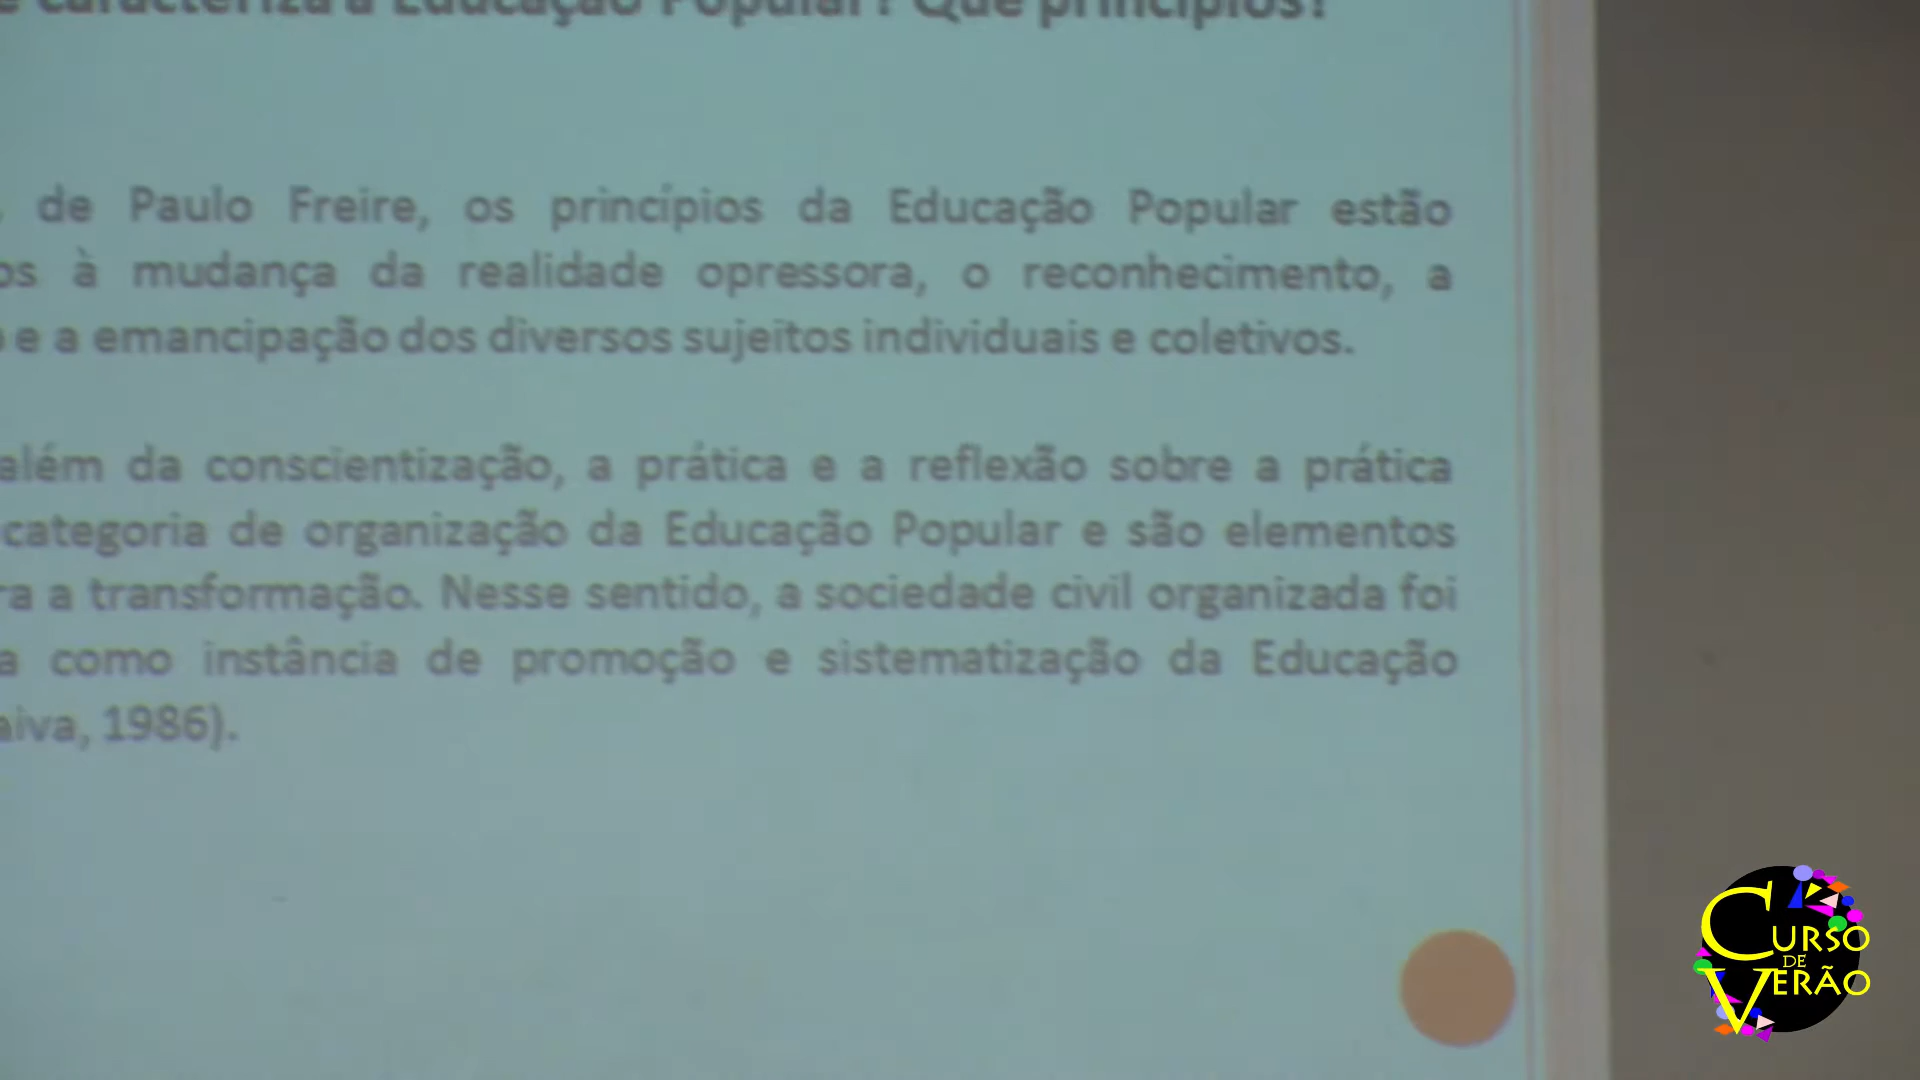 caracteriza a Educação Popular? Que princípios?
de Paulo Freire, os princípios da Educação Popular estão
à mudança da realidade opressora, o reconhecimento, a
e a emancipação dos diversos sujeitos individuais e coletivos.
além da conscientização, a prática e a reflexão sobre a prática
categoria de organização da Educação Popular e são elementos
a transformação. Nesse sentido, a sociedade civil organizada foi
como instância de promoção e sistematização da Educação
1986).
CURSO
DE
VERÃO